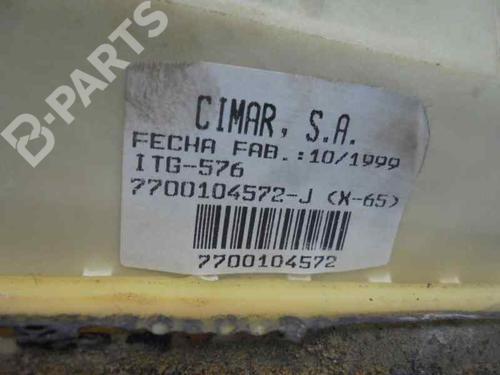 B-PARTS
CIMAR, S.A.
FECHA FAB.:10/1999
ITG-576
7700104572-J (X-65)
7700104572